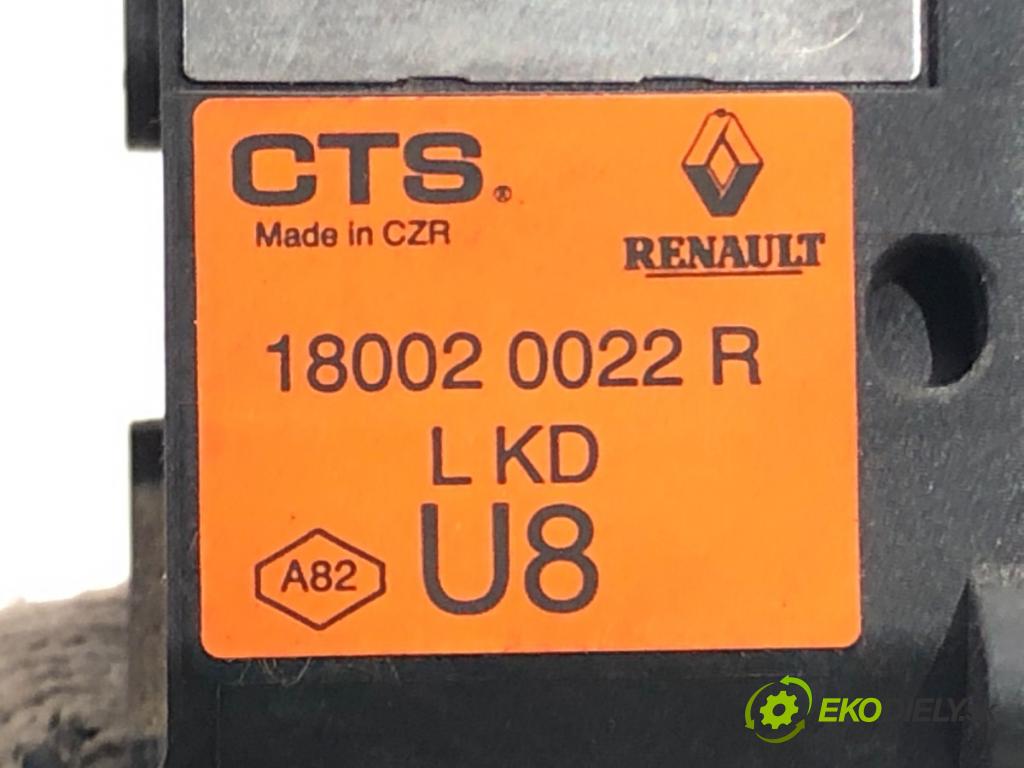 CTS®
Made in CZR
RENAULT
18002 0022 R
L KD
U8
A82
EKODIELY